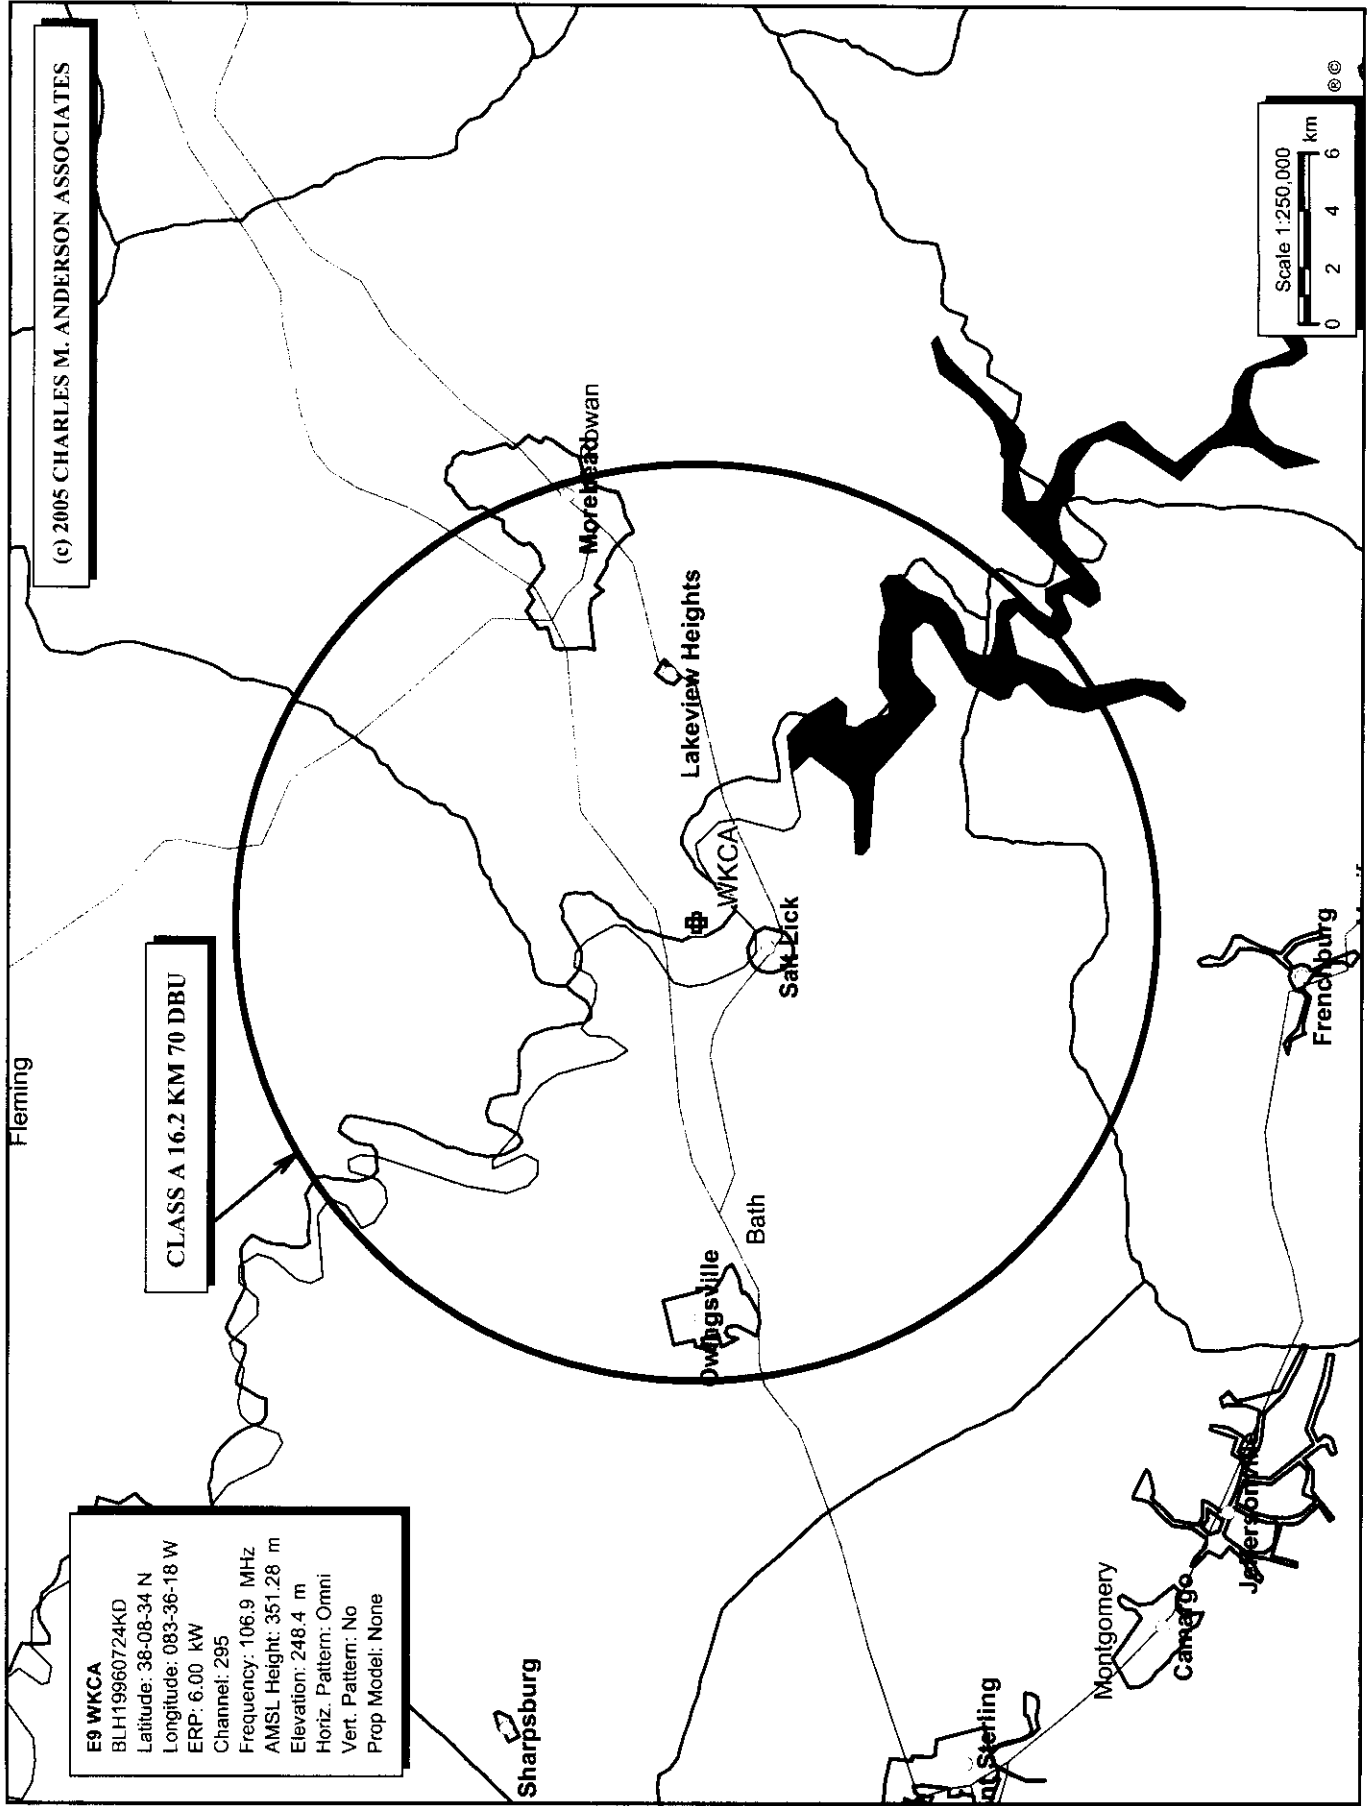 (c) 2005 CHARLES M. ANDERSON ASSOCIATES
Fleming
CLASS A 16.2 KM 70 DBU
E9 WKCA
BLH19960724KD
Latitude: 38-08-34 N
Longitude: 083-36-18 W
ERP: 6.00 kW
Channel: 295
Frequency: 106.9 MHz
AMSL Height: 351.28 m
Elevation: 248.4 m
Horiz. Pattern: Omni
Vert. Pattern: No
Prop Model: None
Sharpsburg
Morehead
Rowan
Lakeview Heights
WKCA
Salt Lick
Owingsville
Bath
nt Sterling
Montgomery
Camargo
Jeffersonville
Frenchburg
Scale 1:250,000
0 2 4 6
km
® ©